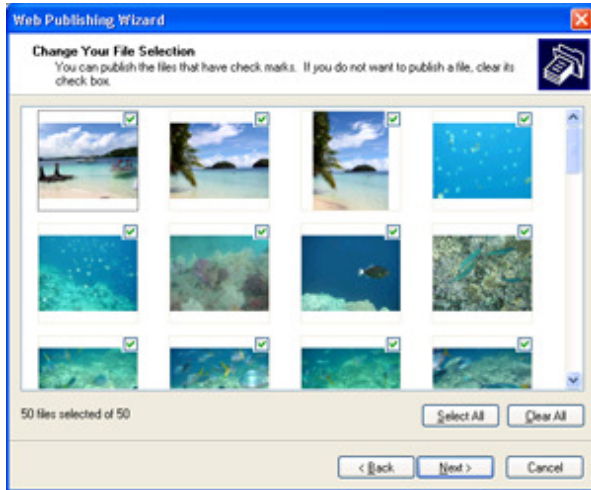 Web Publishing Wizard
Change Your File Selection
You can publish the files that have check marks. If you do not want to publish a file, clear its
check box.
50 files selected of 50
Select All
Clear All
< Back
Next >
Cancel